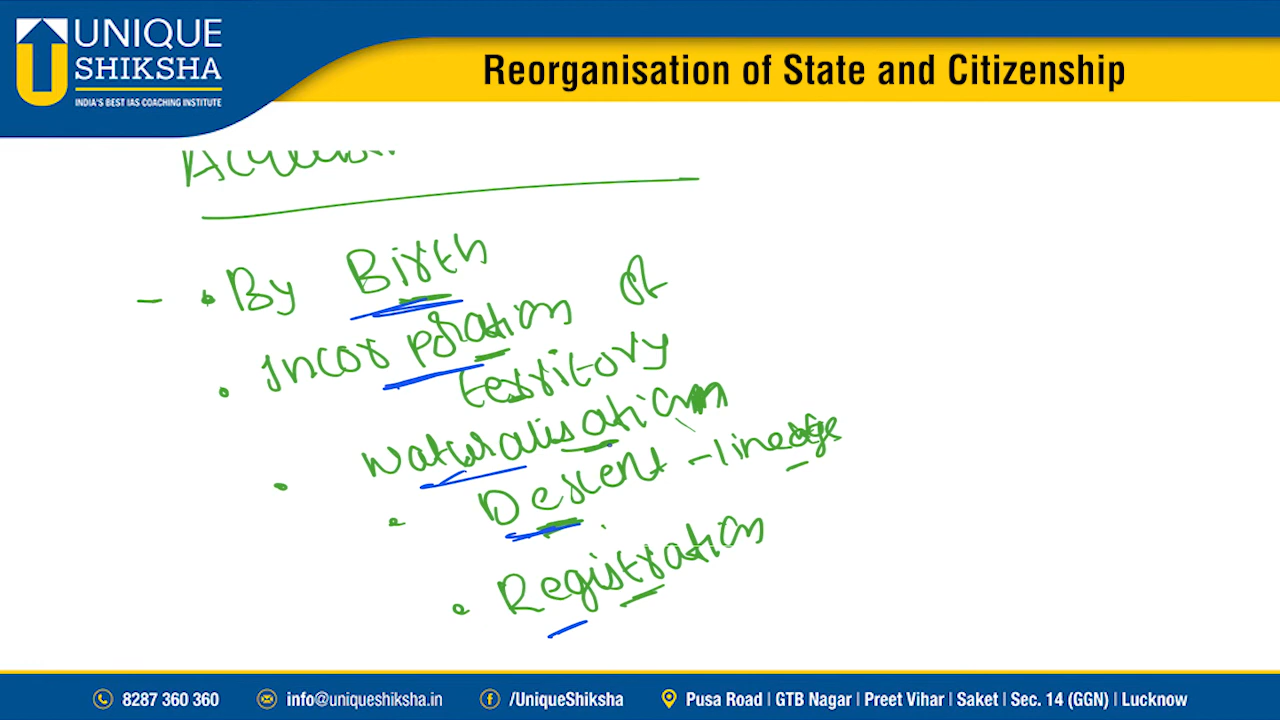 UNIQUE
SHIKSHA
INDIA'S BEST IAS COACHING INSTITUTE
Reorganisation of State and Citizenship
- • By Birth
• Incorporation of
territory
• Naturalisation
• Descent - lineage
• Registration
8287 360 360
info@uniqueshiksha.in
/UniqueShiksha
Pusa Road | GTB Nagar | Preet Vihar | Saket | Sec. 14 (GGN) | Lucknow